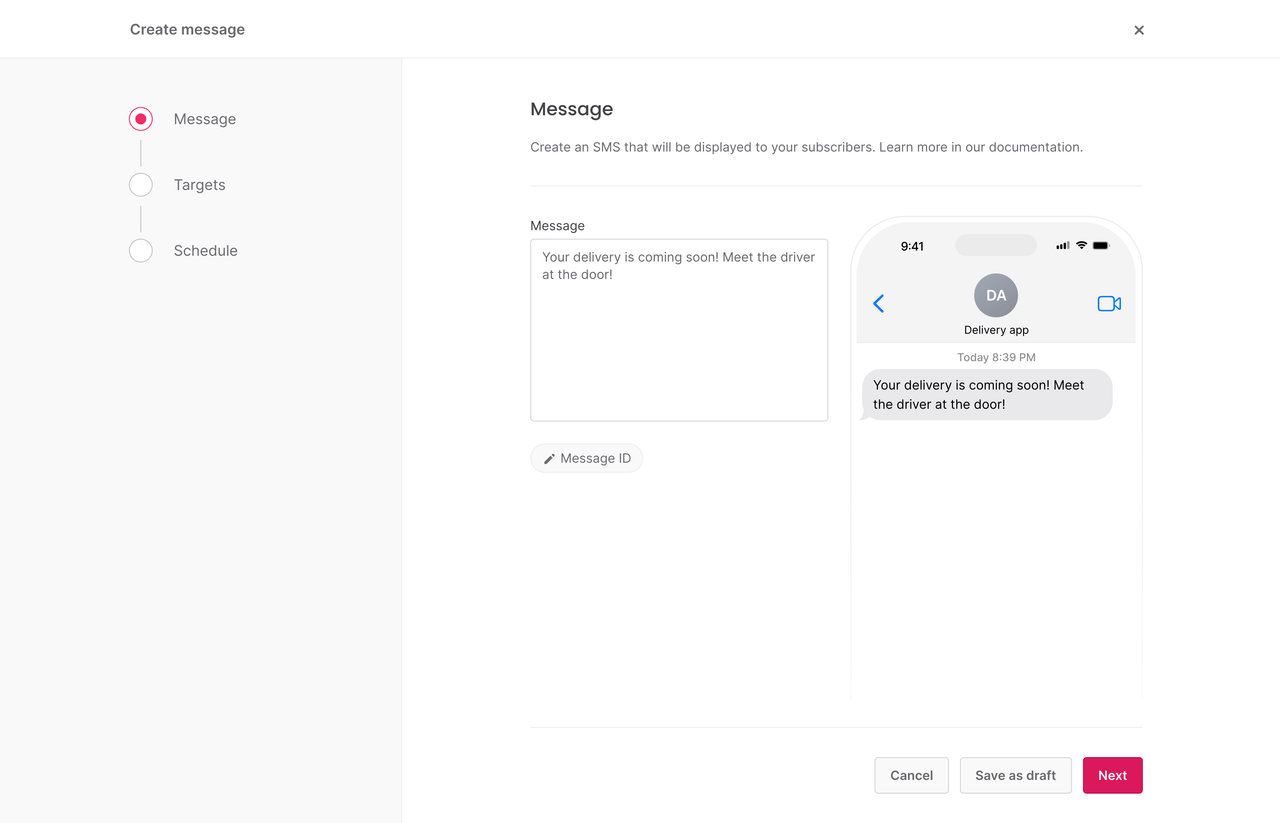 Create message
Message
Targets
Schedule
Message
Create an SMS that will be displayed to your subscribers. Learn more in our documentation.
Message
Your delivery is coming soon! Meet the driver
at the door!
Message ID
9:41
DA
Delivery app
Today 8:39 PM
Your delivery is coming soon! Meet
the driver at the door!
Cancel
Save as draft
Next